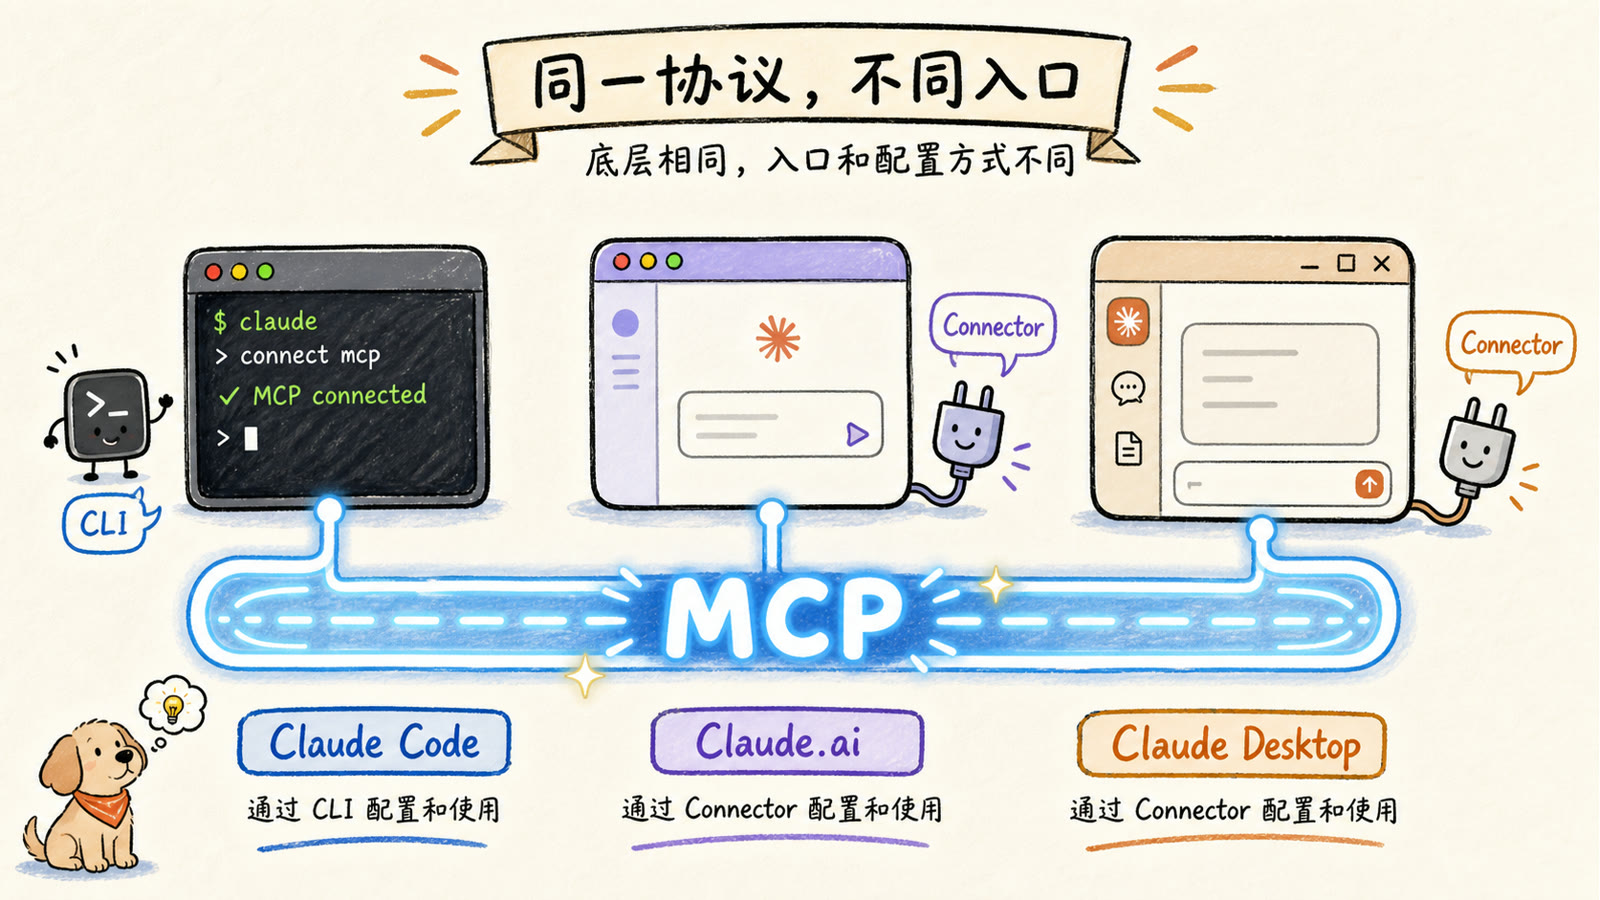 同一协议，不同入口
底层相同，入口和配置方式不同
$ claude
> connect mcp
✓ MCP connected
>
>_
CLI
Connector
Connector
MCP
Claude Code
通过 CLI 配置和使用
Claude.ai
通过 Connector 配置和使用
Claude Desktop
通过 Connector 配置和使用